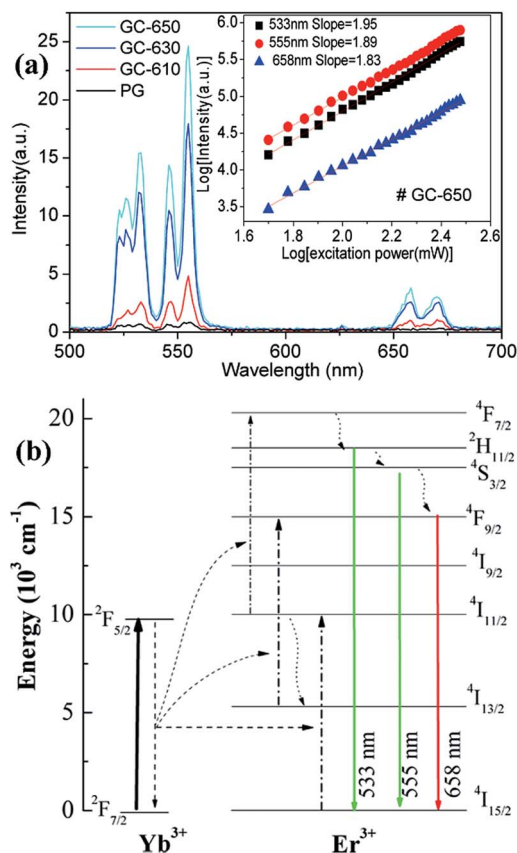 (a)
GC-650
GC-630
GC-610
PG
533nm Slope=1.95
555nm Slope=1.89
658nm Slope=1.83
# GC-650
Log[Intensity(a.u.)
6.0
5.5
5.0
4.5
4.0
3.5
1.6 1.8 2.0 2.2 2.4 2.6
Log[excitation power(mW)]
Intensity(a.u.)
25
20
15
10
5
0
500 550 600 650 700
Wavelength (nm)
(b)
Energy (10³ cm⁻¹)
20
15
10
5
0
²F₅/₂
²F₇/₂
Yb³⁺
⁴F₇/₂
²H₁₁/₂
⁴S₃/₂
⁴F₉/₂
⁴I₉/₂
⁴I₁₁/₂
⁴I₁₃/₂
⁴I₁₅/₂
533 nm
555 nm
658 nm
Er³⁺